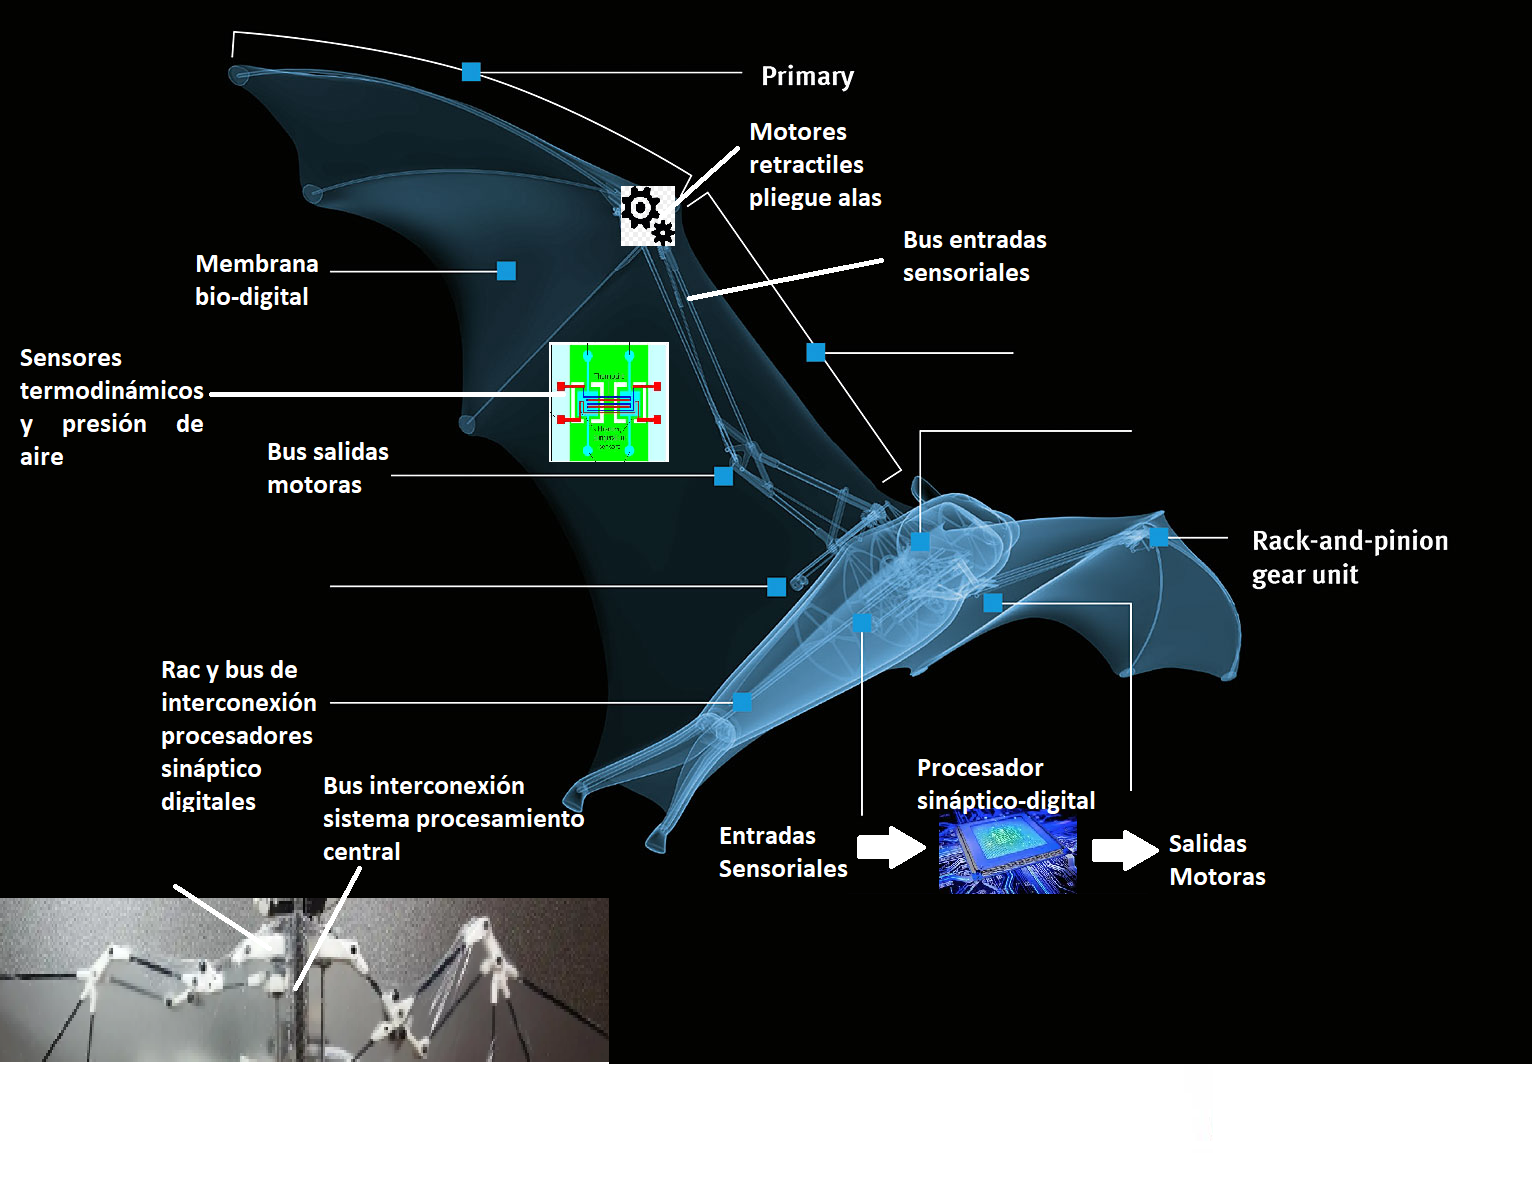 Primary
Motores
retractiles
pliegue alas
Bus entradas
sensoriales
Membrana
bio-digital
Sensores
termodinámicos
y presión de
aire
Bus salidas
motoras
Rack-and-pinion
gear unit
Rac y bus de
interconexión
procesadores
sináptico
digitales
Bus interconexión
sistema procesamiento
central
Procesador
sináptico-digital
Entradas
Sensoriales
Salidas
Motoras